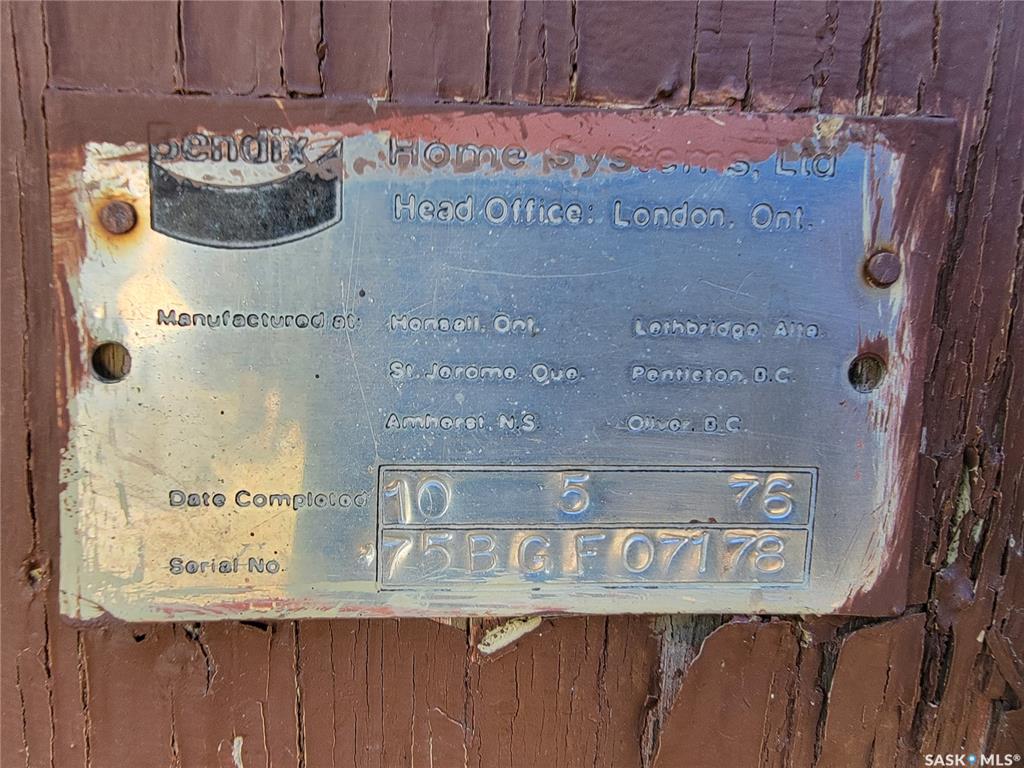 Bendix Home Systems, Ltd
Head Office: London, Ont.
Manufactured at: Hensall, Ont. Lethbridge Alta.
St. Jerome, Que. Penticton, B.C.
Amherst, N.S. Oliver, B.C.
Date Completed 10 5 76
Serial No. 75BGF07178
SASK MLS®